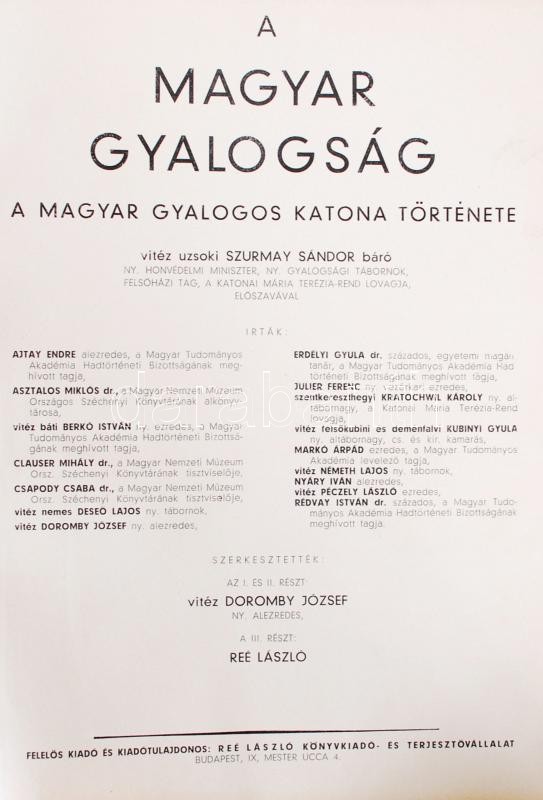 A
MAGYAR
GYALOGSÁG
A MAGYAR GYALOGOS KATONA TÖRTÉNETE
vitéz uzsoki SZURMAY SÁNDOR báró
NY. HONVÉDELMI MINISZTER, NY. GYALOGSÁGI TÁBORNOK,
FELSŐHÁZI TAG, A KATONAI MÁRIA TERÉZIA-REND LOVAGJA,
ELŐSZAVÁVAL
IRTÁK:
AJTAY ENDRE alezredes, a Magyar Tudományos
Akadémia Hadtörténeti Bizottságának meg-
hívott tagja,
ASZTALOS MIKLÓS dr., a Magyar Nemzeti Múzeum
Országos Széchenyi Könyvtárának alkönyv-
tárosa,
vitéz báti BERKÓ ISTVÁN ny. ezredes, a Magyar
Tudományos Akadémia Hadtörténeti Bizottsá-
gának meghívott tagja,
CLAUSER MIHÁLY dr., a Magyar Nemzeti Múzeum
Orsz. Széchenyi Könyvtárának tisztviselője,
CSAPODY CSABA dr., a Magyar Nemzeti Múzeum
Orsz. Széchenyi Könyvtárának tisztviselője,
vitéz nemes DESEŐ LAJOS ny. tábornok,
vitéz DOROMBY JÓZSEF ny. alezredes,
ERDÉLYI GYULA dr. százados, egyetemi magán-
tanár, a Magyar Tudományos Akadémia Had
történeti Bizottságának meghívott tagja,
JULIER FERENC ny. vezérkari ezredes,
szentkereszthegyi KRATOCHWIL KÁROLY ny. al-
tábornagy, a Katonai Mária Terézia-Rend
lovagja,
vitéz felsőkubini és deménfalvi KUBINYI GYULA
ny. altábornagy, cs. és kir. kamarás,
MARKÓ ÁRPÁD ezredes, a Magyar Tudományos
Akadémia levelező tagja,
vitéz NÉMETH LAJOS ny. tábornok,
NYÁRY IVÁN alezredes,
vitéz PÉCZELY LÁSZLÓ ezredes,
RÉDVAY ISTVÁN dr. százados, a Magyar Tudo-
mányos Akadémia Hadtörténeti Bizottságának
meghívott tagja.
SZERKESZTETTÉK:
AZ I. ÉS II. RÉSZT:
vitéz DOROMBY JÓZSEF
NY. ALEZREDES,
A III. RÉSZT:
REÉ LÁSZLÓ
FELELŐS KIADÓ ÉS KIADÓTULAJDONOS: REÉ LÁSZLÓ KÖNYVKIADÓ- ÉS TERJESZTŐVÁLLALAT
BUDAPEST, IX, MESTER UCCA 4.